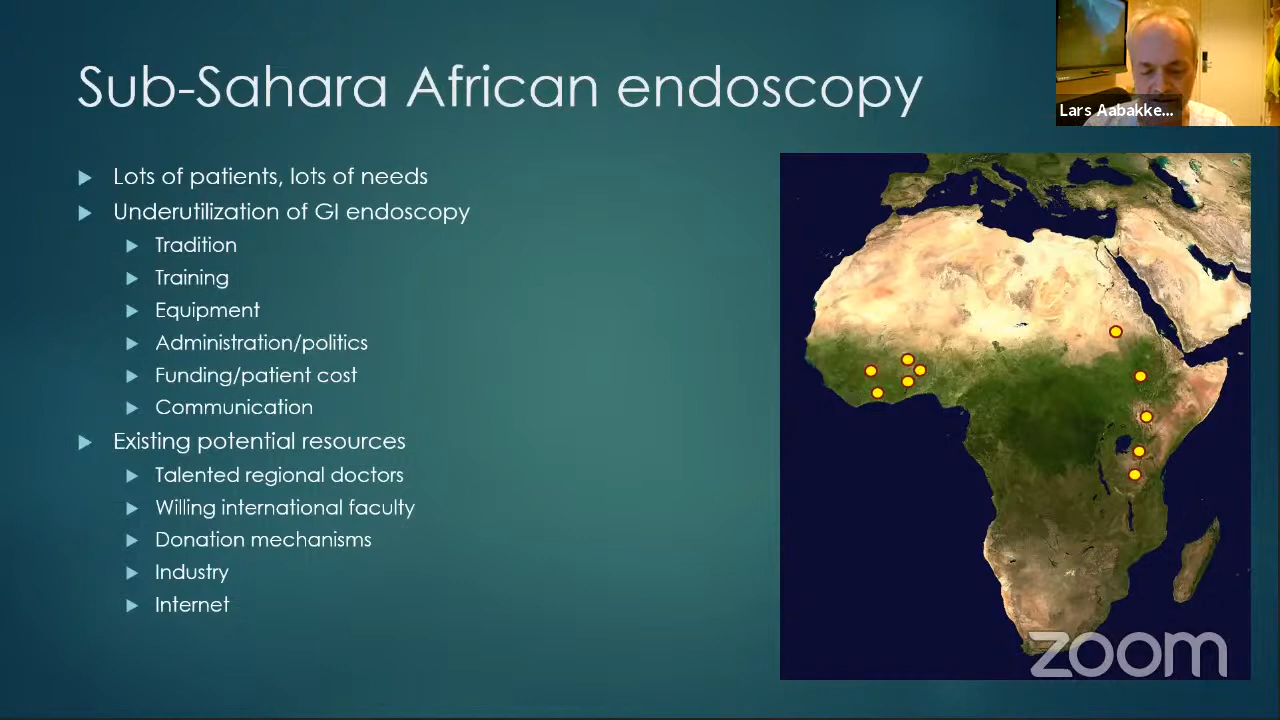 Sub-Sahara African endoscopy
Lars Aabakke...
Lots of patients, lots of needs
Underutilization of GI endoscopy
Tradition
Training
Equipment
Administration/politics
Funding/patient cost
Communication
Existing potential resources
Talented regional doctors
Willing international faculty
Donation mechanisms
Industry
Internet
zoom